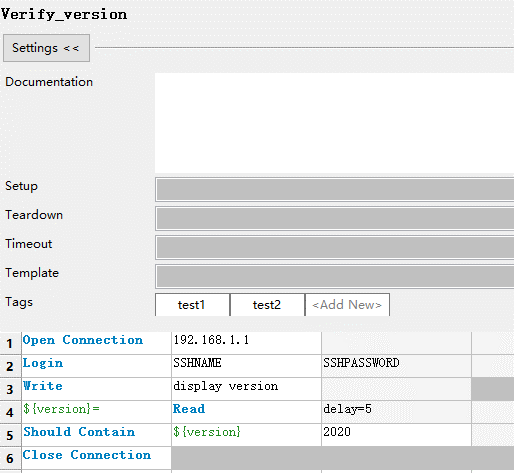 Verify_version
Settings <<
Documentation
Setup
Teardown
Timeout
Template
Tags test1 test2 <Add New>
1 Open Connection 192.168.1.1
2 Login SSHNAME SSHPASSWORD
3 Write display version
4 ${version}= Read delay=5
5 Should Contain ${version} 2020
6 Close Connection